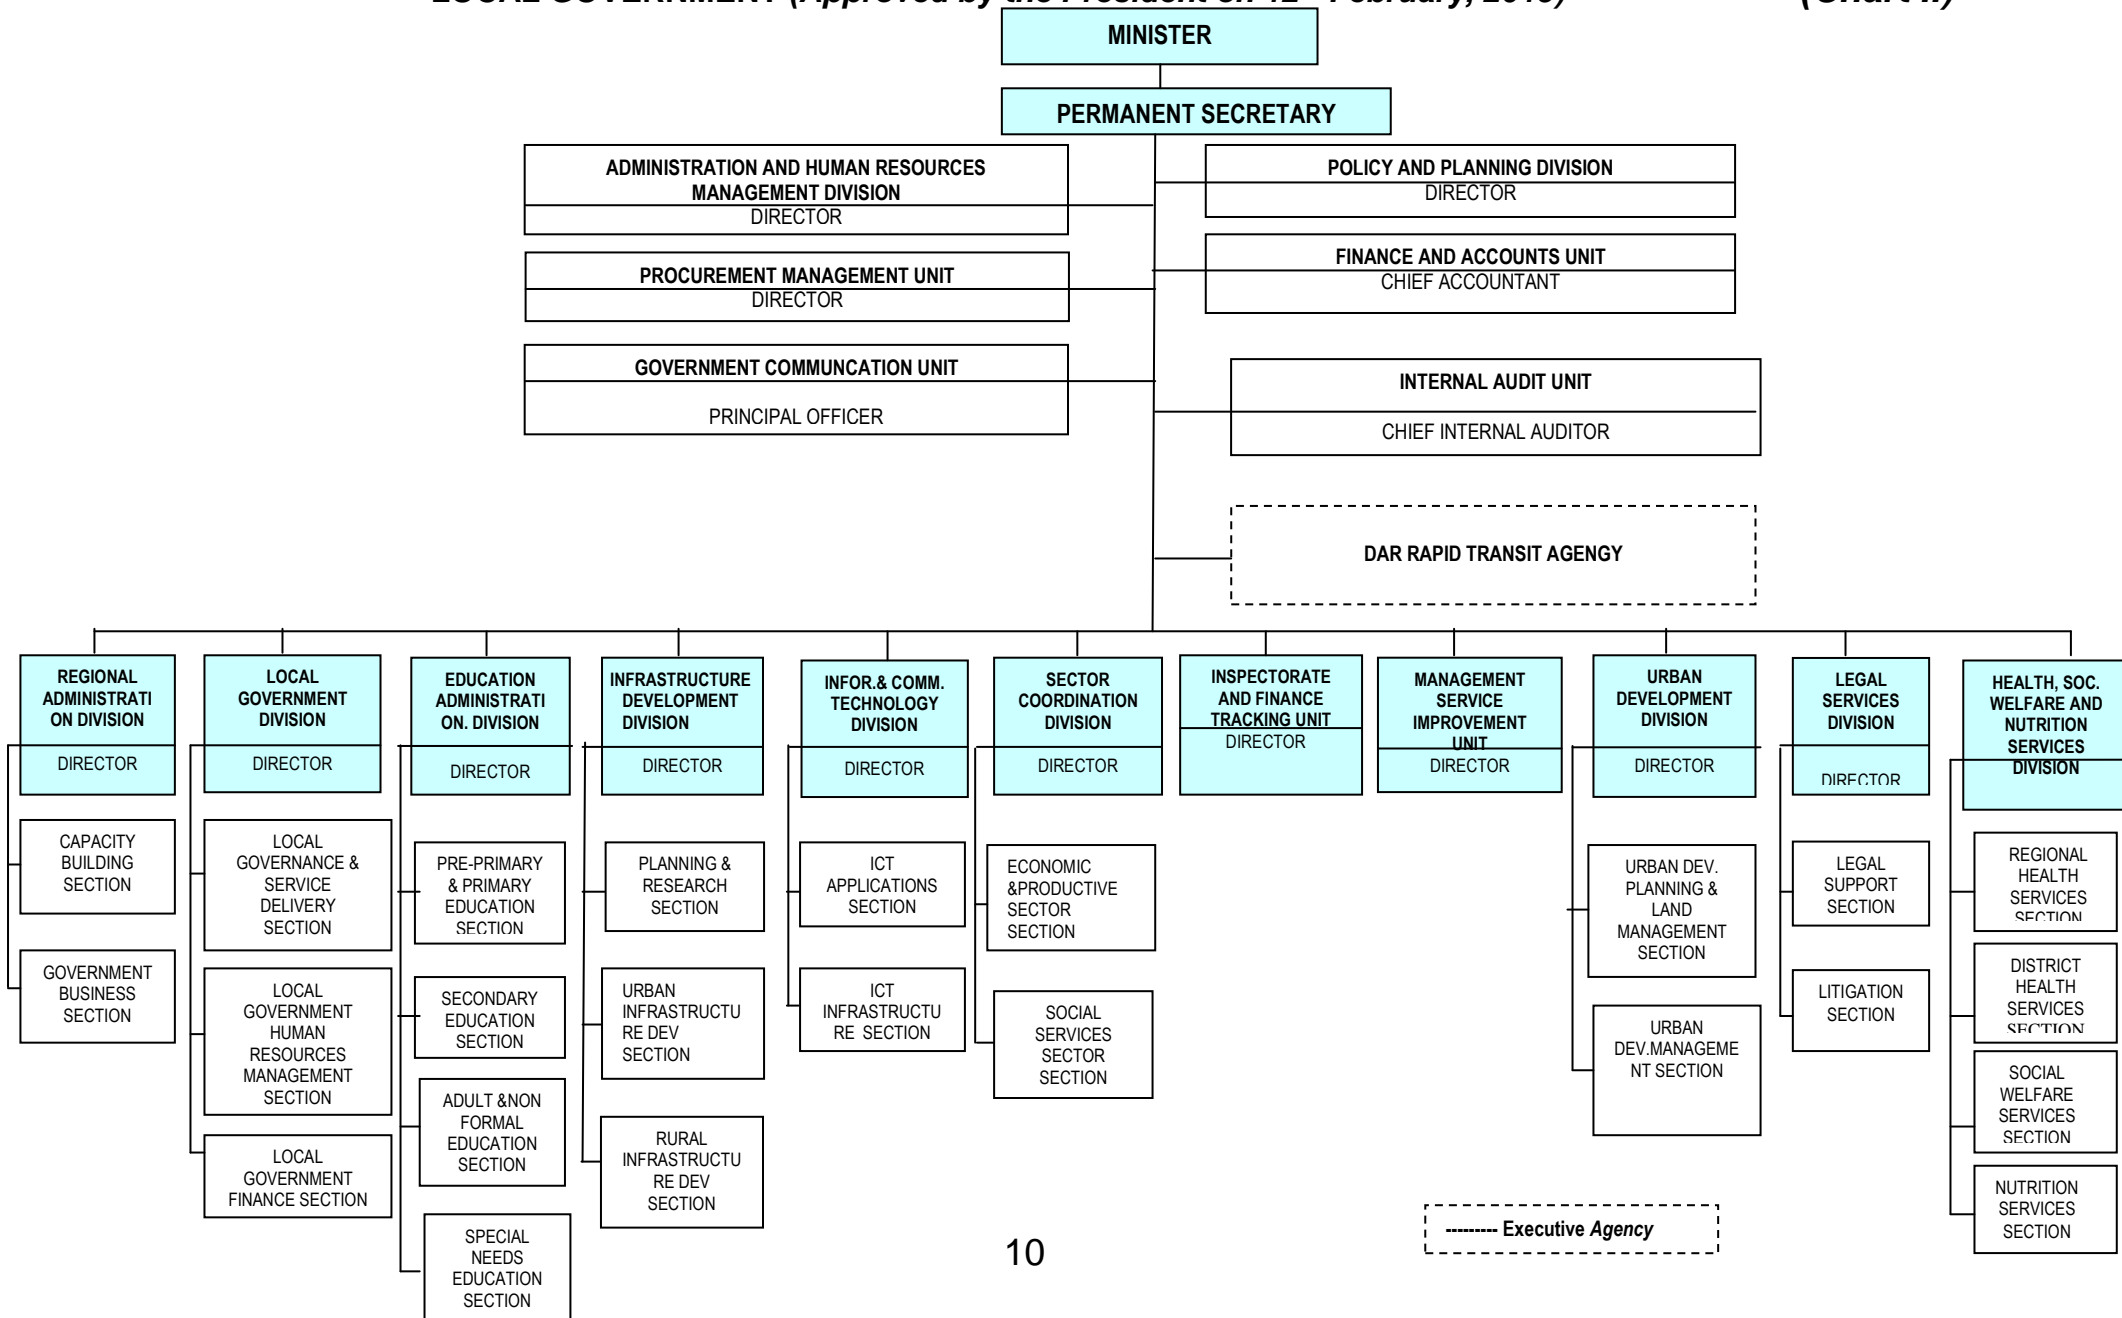 LOCAL GOVERNMENT (Approved by the President on 12 February,
MINISTER
PERMANENT SECRETARY
ADMINISTRATION AND HUMAN RESOURCES
MANAGEMENT DIVISION
DIRECTOR
POLICY AND PLANNING DIVISION
DIRECTOR
PROCUREMENT MANAGEMENT UNIT
DIRECTOR
FINANCE AND ACCOUNTS UNIT
CHIEF ACCOUNTANT
GOVERNMENT COMMUNCATION UNIT
PRINCIPAL OFFICER
INTERNAL AUDIT UNIT
CHIEF INTERNAL AUDITOR
DAR RAPID TRANSIT AGENGY
REGIONAL
ADMINISTRATI
ON DIVISION
DIRECTOR
CAPACITY
BUILDING
SECTION
GOVERNMENT
BUSINESS
SECTION
LOCAL
GOVERNMENT
DIVISION
DIRECTOR
LOCAL
GOVERNANCE &
SERVICE
DELIVERY
SECTION
LOCAL
GOVERNMENT
HUMAN
RESOURCES
MANAGEMENT
SECTION
LOCAL
GOVERNMENT
FINANCE SECTION
EDUCATION
ADMINISTRATI
ON. DIVISION
DIRECTOR
PRE-PRIMARY
& PRIMARY
EDUCATION
SECTION
SECONDARY
EDUCATION
SECTION
ADULT &NON
FORMAL
EDUCATION
SECTION
SPECIAL
NEEDS
EDUCATION
SECTION
INFRASTRUCTURE
DEVELOPMENT
DIVISION
DIRECTOR
PLANNING &
RESEARCH
SECTION
URBAN
INFRASTRUCTU
RE DEV
SECTION
RURAL
INFRASTRUCTU
RE DEV
SECTION
INFOR.& COMM.
TECHNOLOGY
DIVISION
DIRECTOR
ICT
APPLICATIONS
SECTION
ICT
INFRASTRUCTU
RE SECTION
SECTOR
COORDINATION
DIVISION
DIRECTOR
ECONOMIC
&PRODUCTIVE
SECTOR
SECTION
SOCIAL
SERVICES
SECTOR
SECTION
INSPECTORATE
AND FINANCE
TRACKING UNIT
DIRECTOR
MANAGEMENT
SERVICE
IMPROVEMENT
UNIT
DIRECTOR
URBAN
DEVELOPMENT
DIVISION
DIRECTOR
URBAN DEV.
PLANNING &
LAND
MANAGEMENT
SECTION
URBAN
DEV.MANAGEME
NT SECTION
LEGAL
SERVICES
DIVISION
DIRECTOR
LEGAL
SUPPORT
SECTION
LITIGATION
SECTION
HEALTH, SOC.
WELFARE AND
NUTRITION
SERVICES
DIVISION
REGIONAL
HEALTH
SERVICES
SECTION
DISTRICT
HEALTH
SERVICES
SECTION
SOCIAL
WELFARE
SERVICES
SECTION
NUTRITION
SERVICES
SECTION
--------- Executive Agency
10